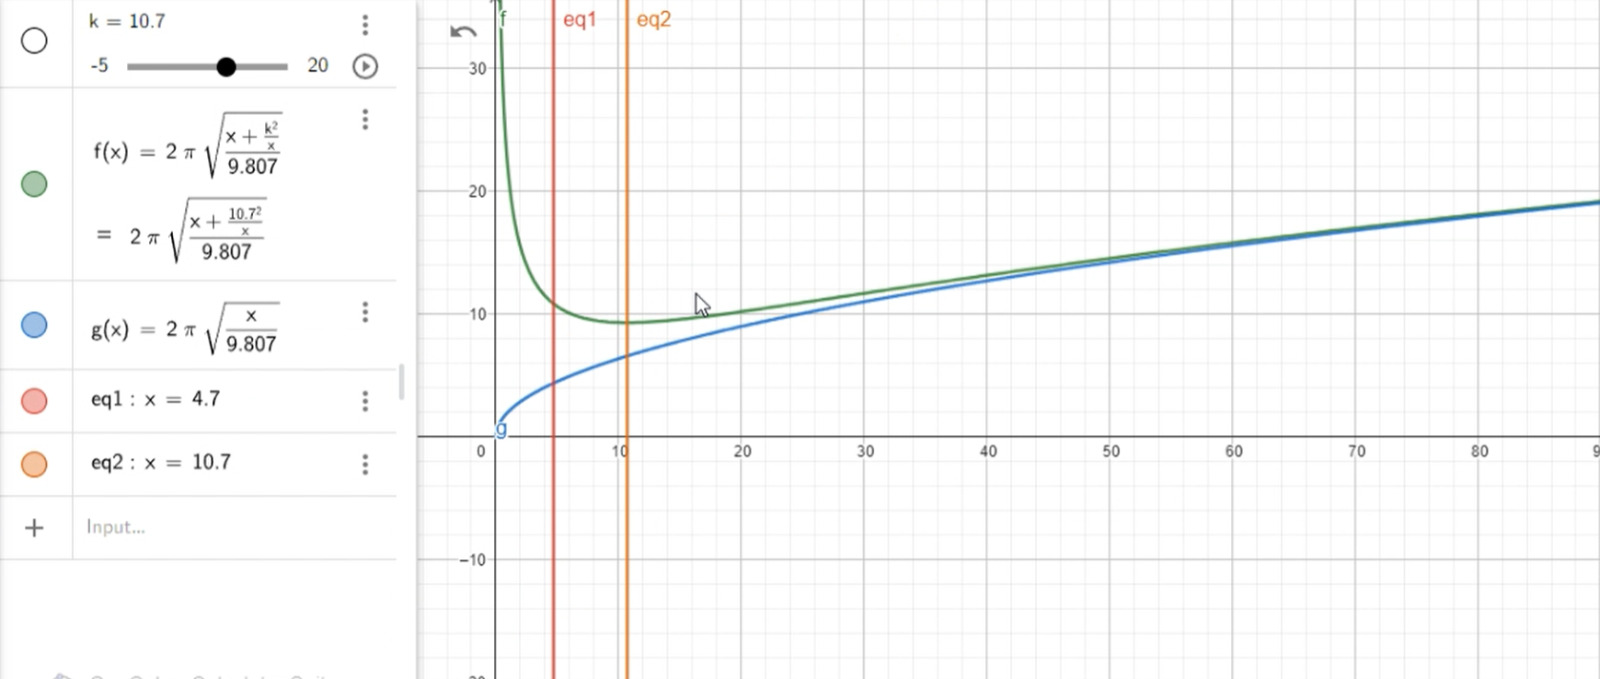 k = 10.7
-5 20
f(x) = 2 π √((x + k²/x)/9.807)
= 2 π √((x + 10.7²/x)/9.807)
g(x) = 2 π √(x/9.807)
eq1 : x = 4.7
eq2 : x = 10.7
+ Input...
f eq1 eq2
30
20
10
g
0 10 20 30 40 50 60 70 80
−10